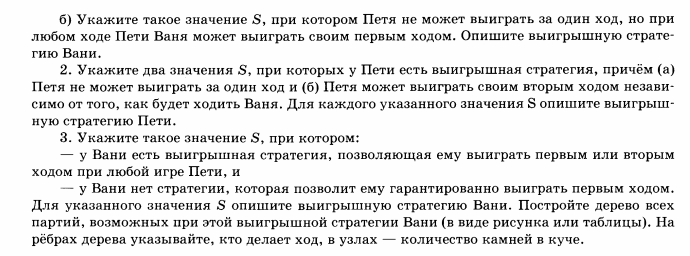 б) Укажите такое значение S, при котором Петя не может выиграть за один ход, но при
любом ходе Пети Ваня может выиграть своим первым ходом. Опишите выигрышную страте-
гию Вани.
2. Укажите два значения S, при которых у Пети есть выигрышная стратегия, причём (а)
Петя не может выиграть за один ход и (б) Петя может выиграть своим вторым ходом незави-
симо от того, как будет ходить Ваня. Для каждого указанного значения S опишите выигрыш-
ную стратегию Пети.
3. Укажите такое значение S, при котором:
— у Вани есть выигрышная стратегия, позволяющая ему выиграть первым или вторым
ходом при любой игре Пети, и
— у Вани нет стратегии, которая позволит ему гарантированно выиграть первым ходом.
Для указанного значения S опишите выигрышную стратегию Вани. Постройте дерево всех
партий, возможных при этой выигрышной стратегии Вани (в виде рисунка или таблицы). На
рёбрах дерева указывайте, кто делает ход, в узлах — количество камней в куче.